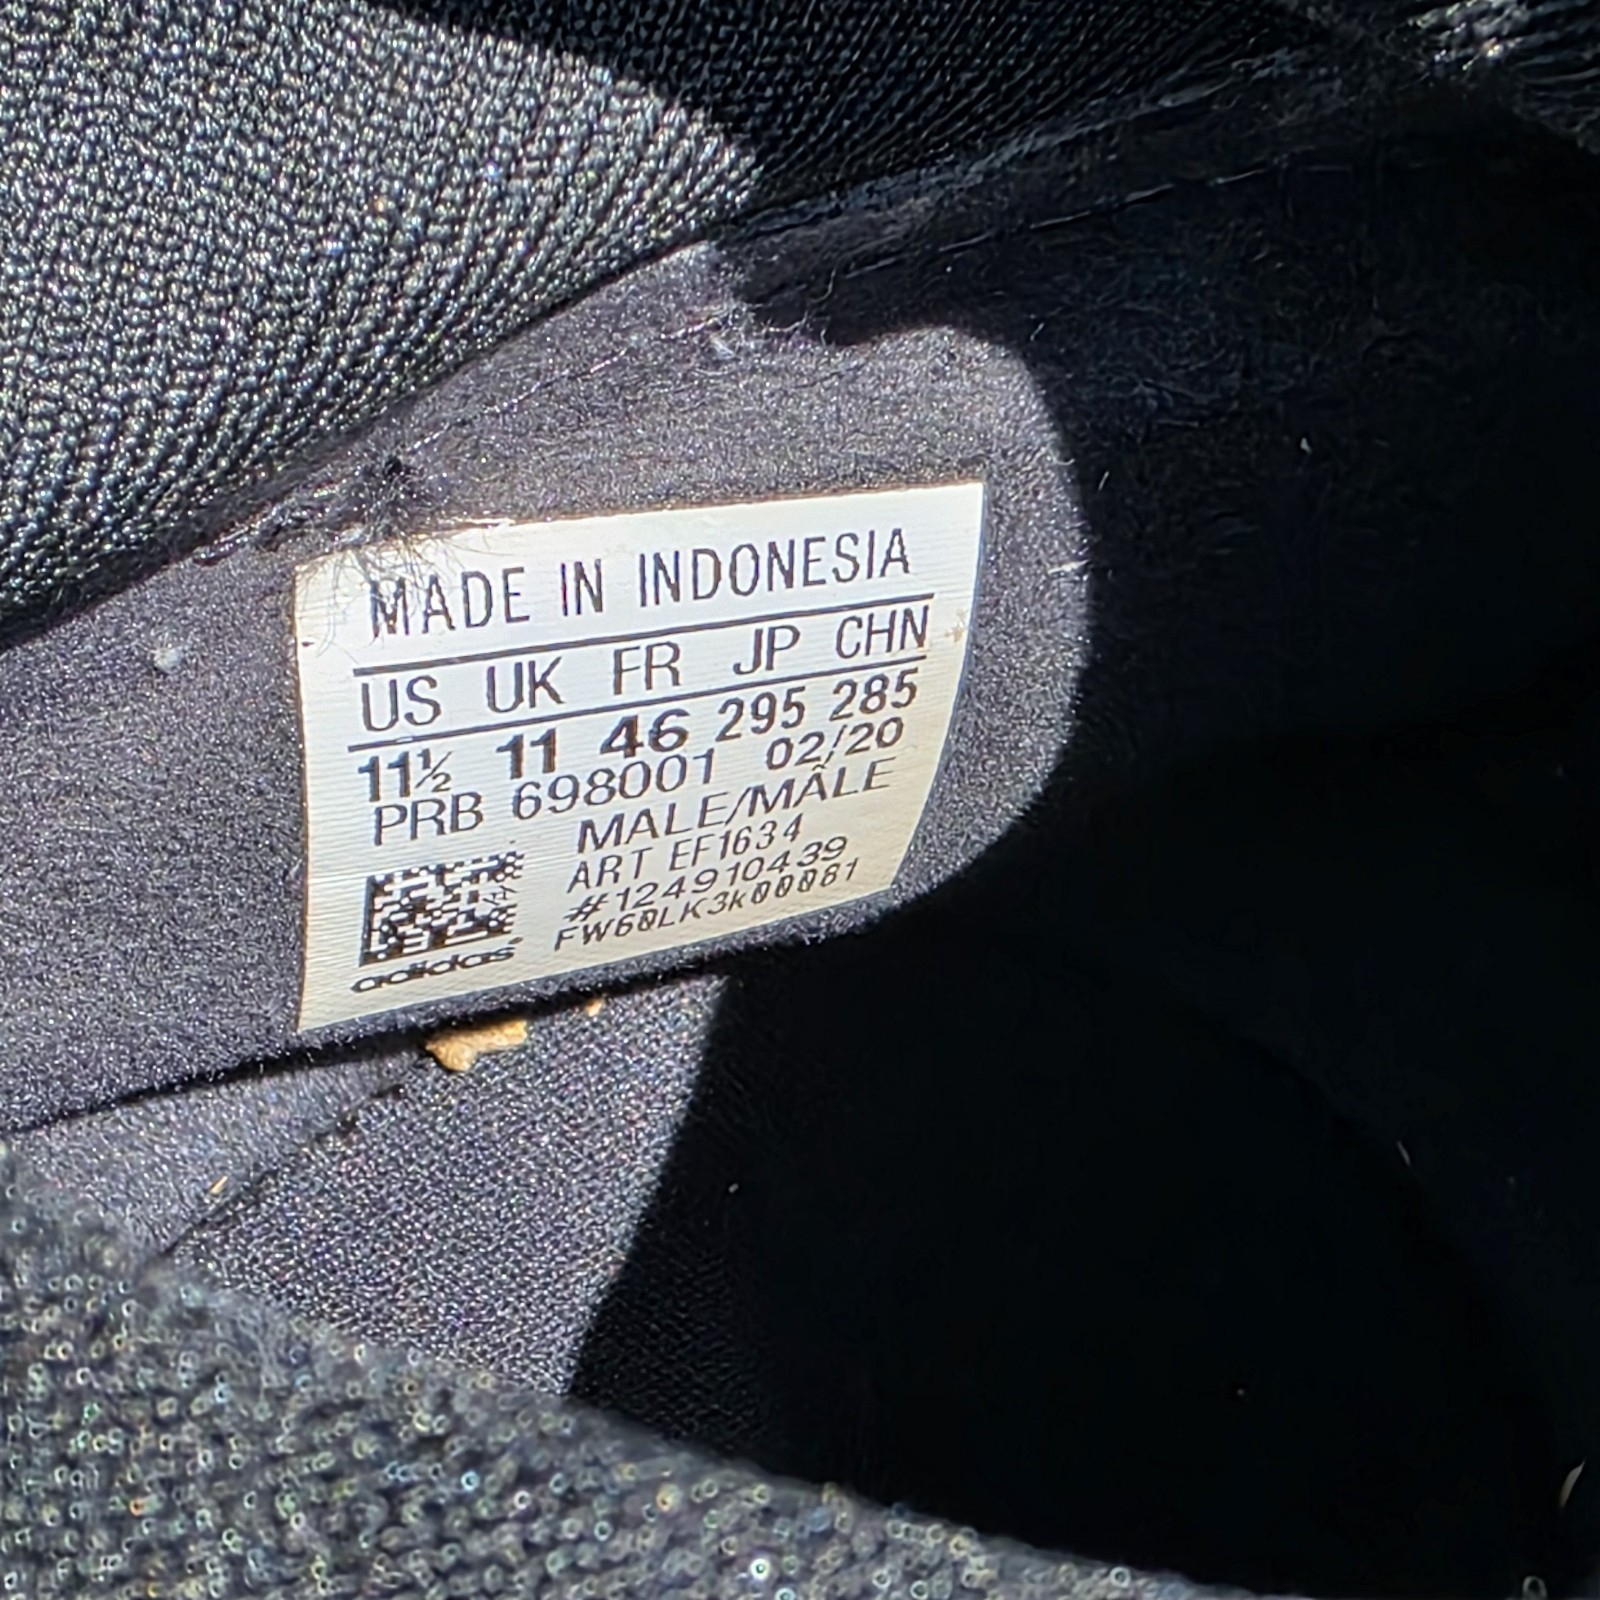 MADE IN INDONESIA
US UK FR JP CHN
11½ 11 46 295 285
PRB 698001 02/20
MALE/MÂLE
ART EF1634
#124910439
FW60LK3k00081
adidas